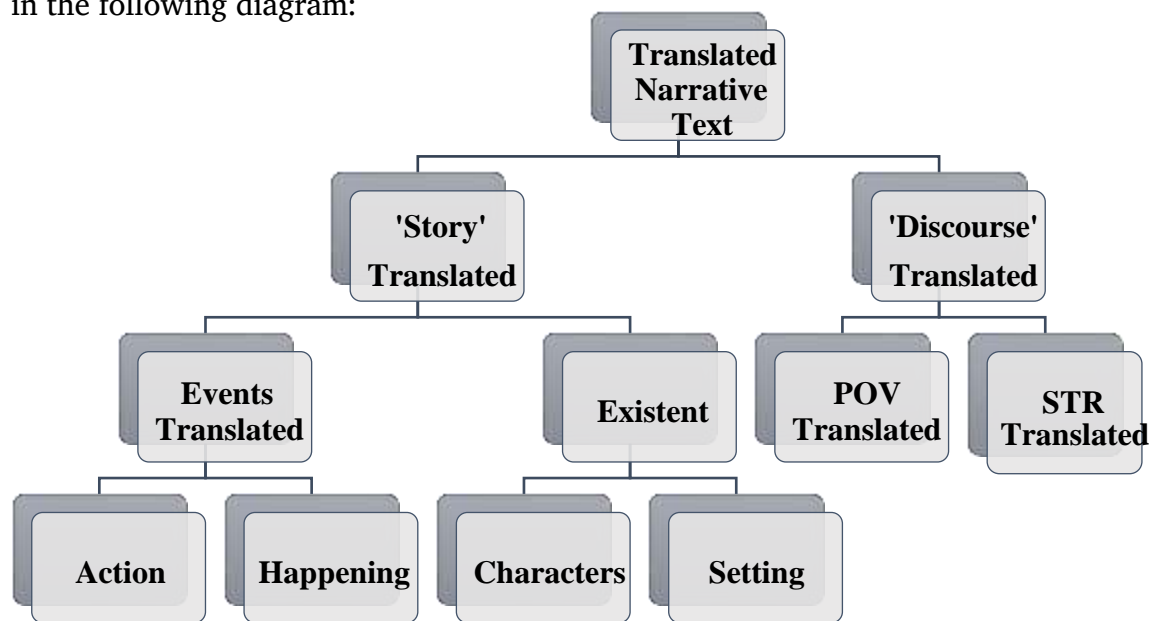 in the following diagram:
Translated
Narrative
Text
'Story'
Translated
'Discourse'
Translated
Events
Translated
Existent
POV
Translated
STR
Translated
Action
Happening
Characters
Setting